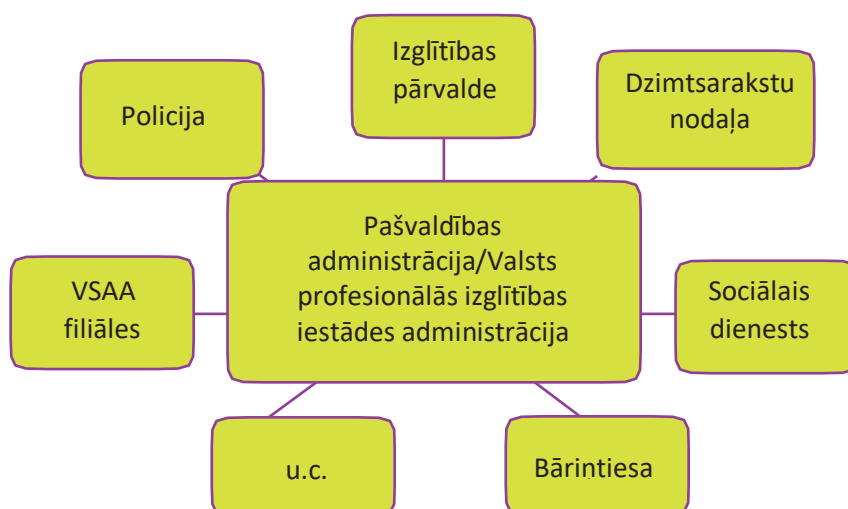 Izglītības
pārvalde
Dzimtsarakstu
nodaļa
Policija
Pašvaldības
administrācija/Valsts
profesionālās izglītības
iestādes administrācija
VSAA
filiāles
Sociālais
dienests
u.c.
Bāriņtiesa